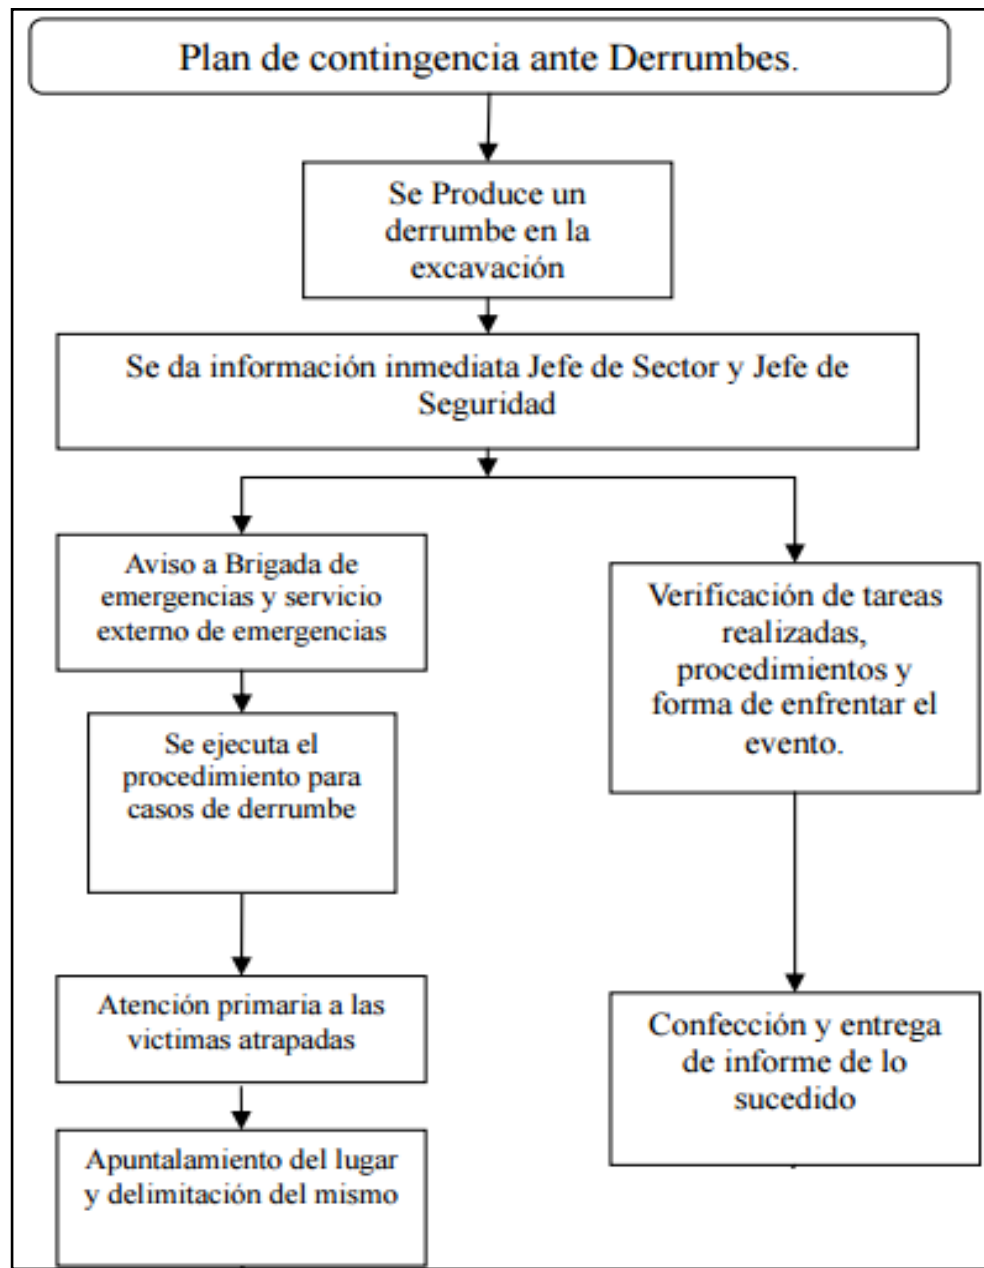 Plan de contingencia ante Derrumbes.
Se Produce un
derrumbe en la
excavación
Se da información inmediata Jefe de Sector y Jefe de
Seguridad
Aviso a Brigada de
emergencias y servicio
externo de emergencias
Se ejecuta el
procedimiento para
casos de derrumbe
Atención primaria a las
victimas atrapadas
Apuntalamiento del lugar
y delimitación del mismo
Verificación de tareas
realizadas,
procedimientos y
forma de enfrentar el
evento.
Confección y entrega
de informe de lo
sucedido